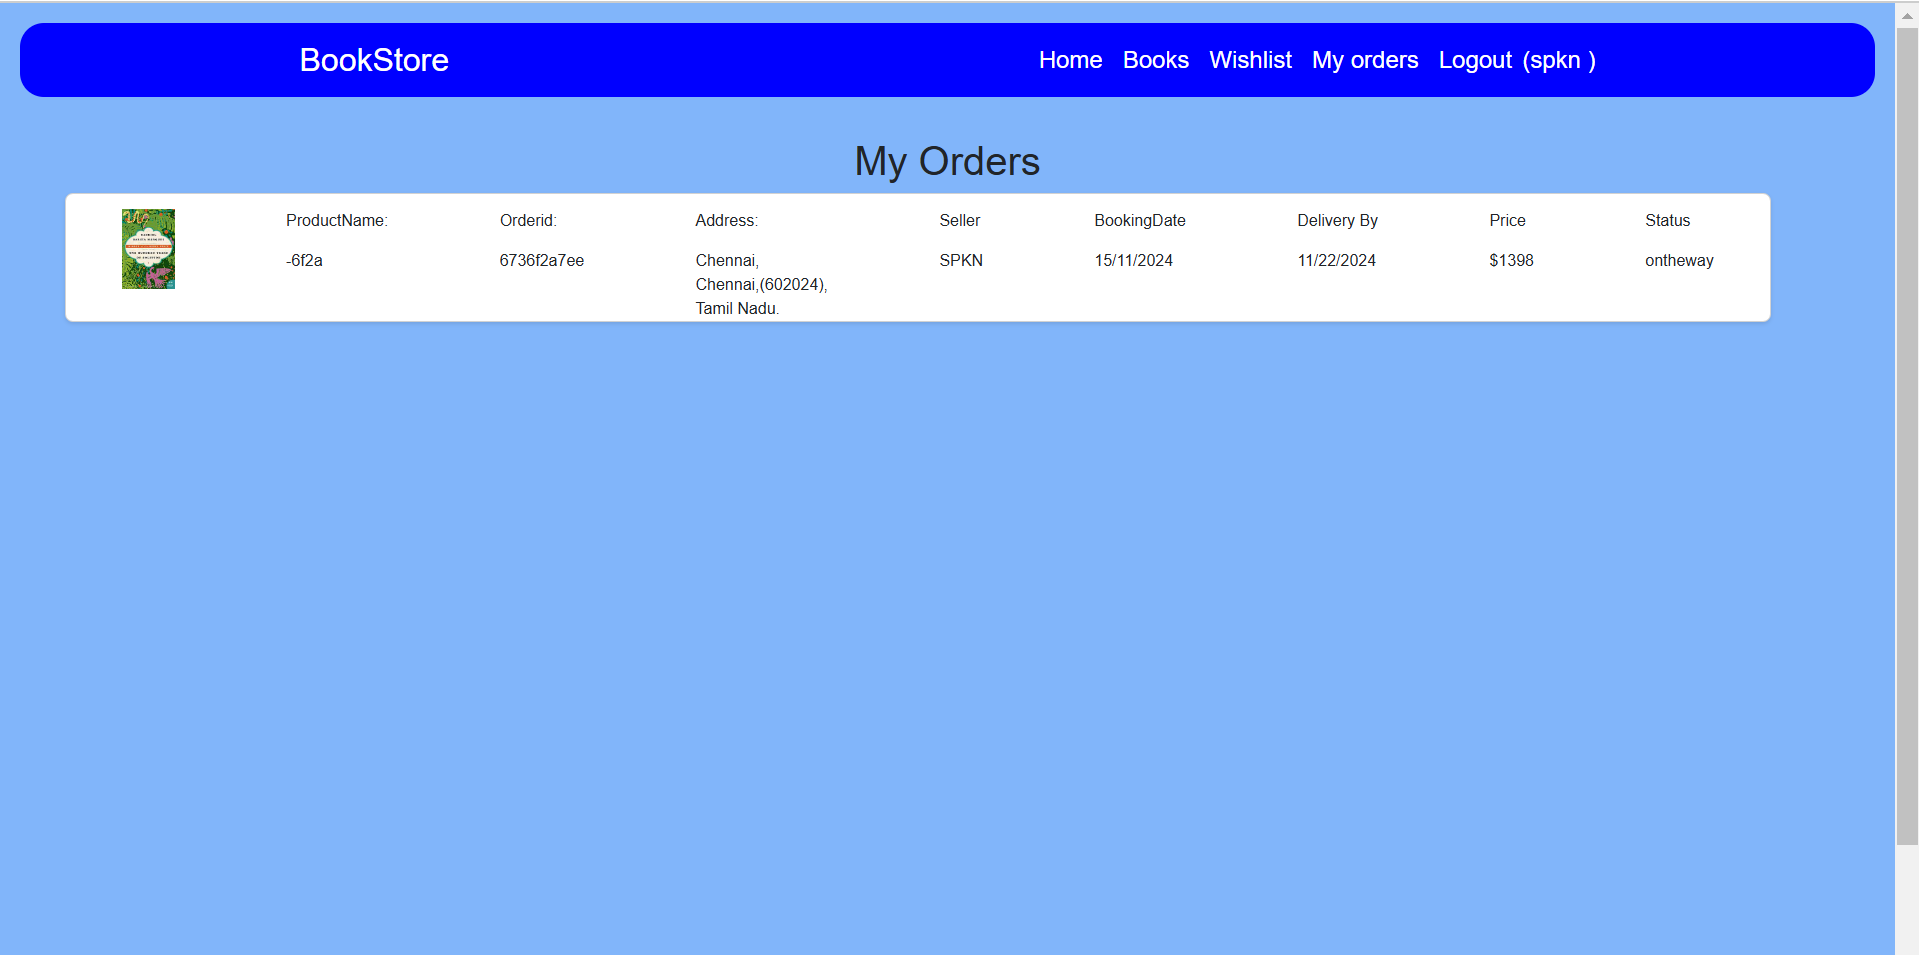 BookStore
Home Books Wishlist My orders Logout (spkn )
My Orders
ProductName: Orderid: Address: Seller BookingDate Delivery By Price Status
-6f2a 6736f2a7ee Chennai, SPKN 15/11/2024 11/22/2024 $1398 ontheway
Chennai,(602024),
Tamil Nadu.